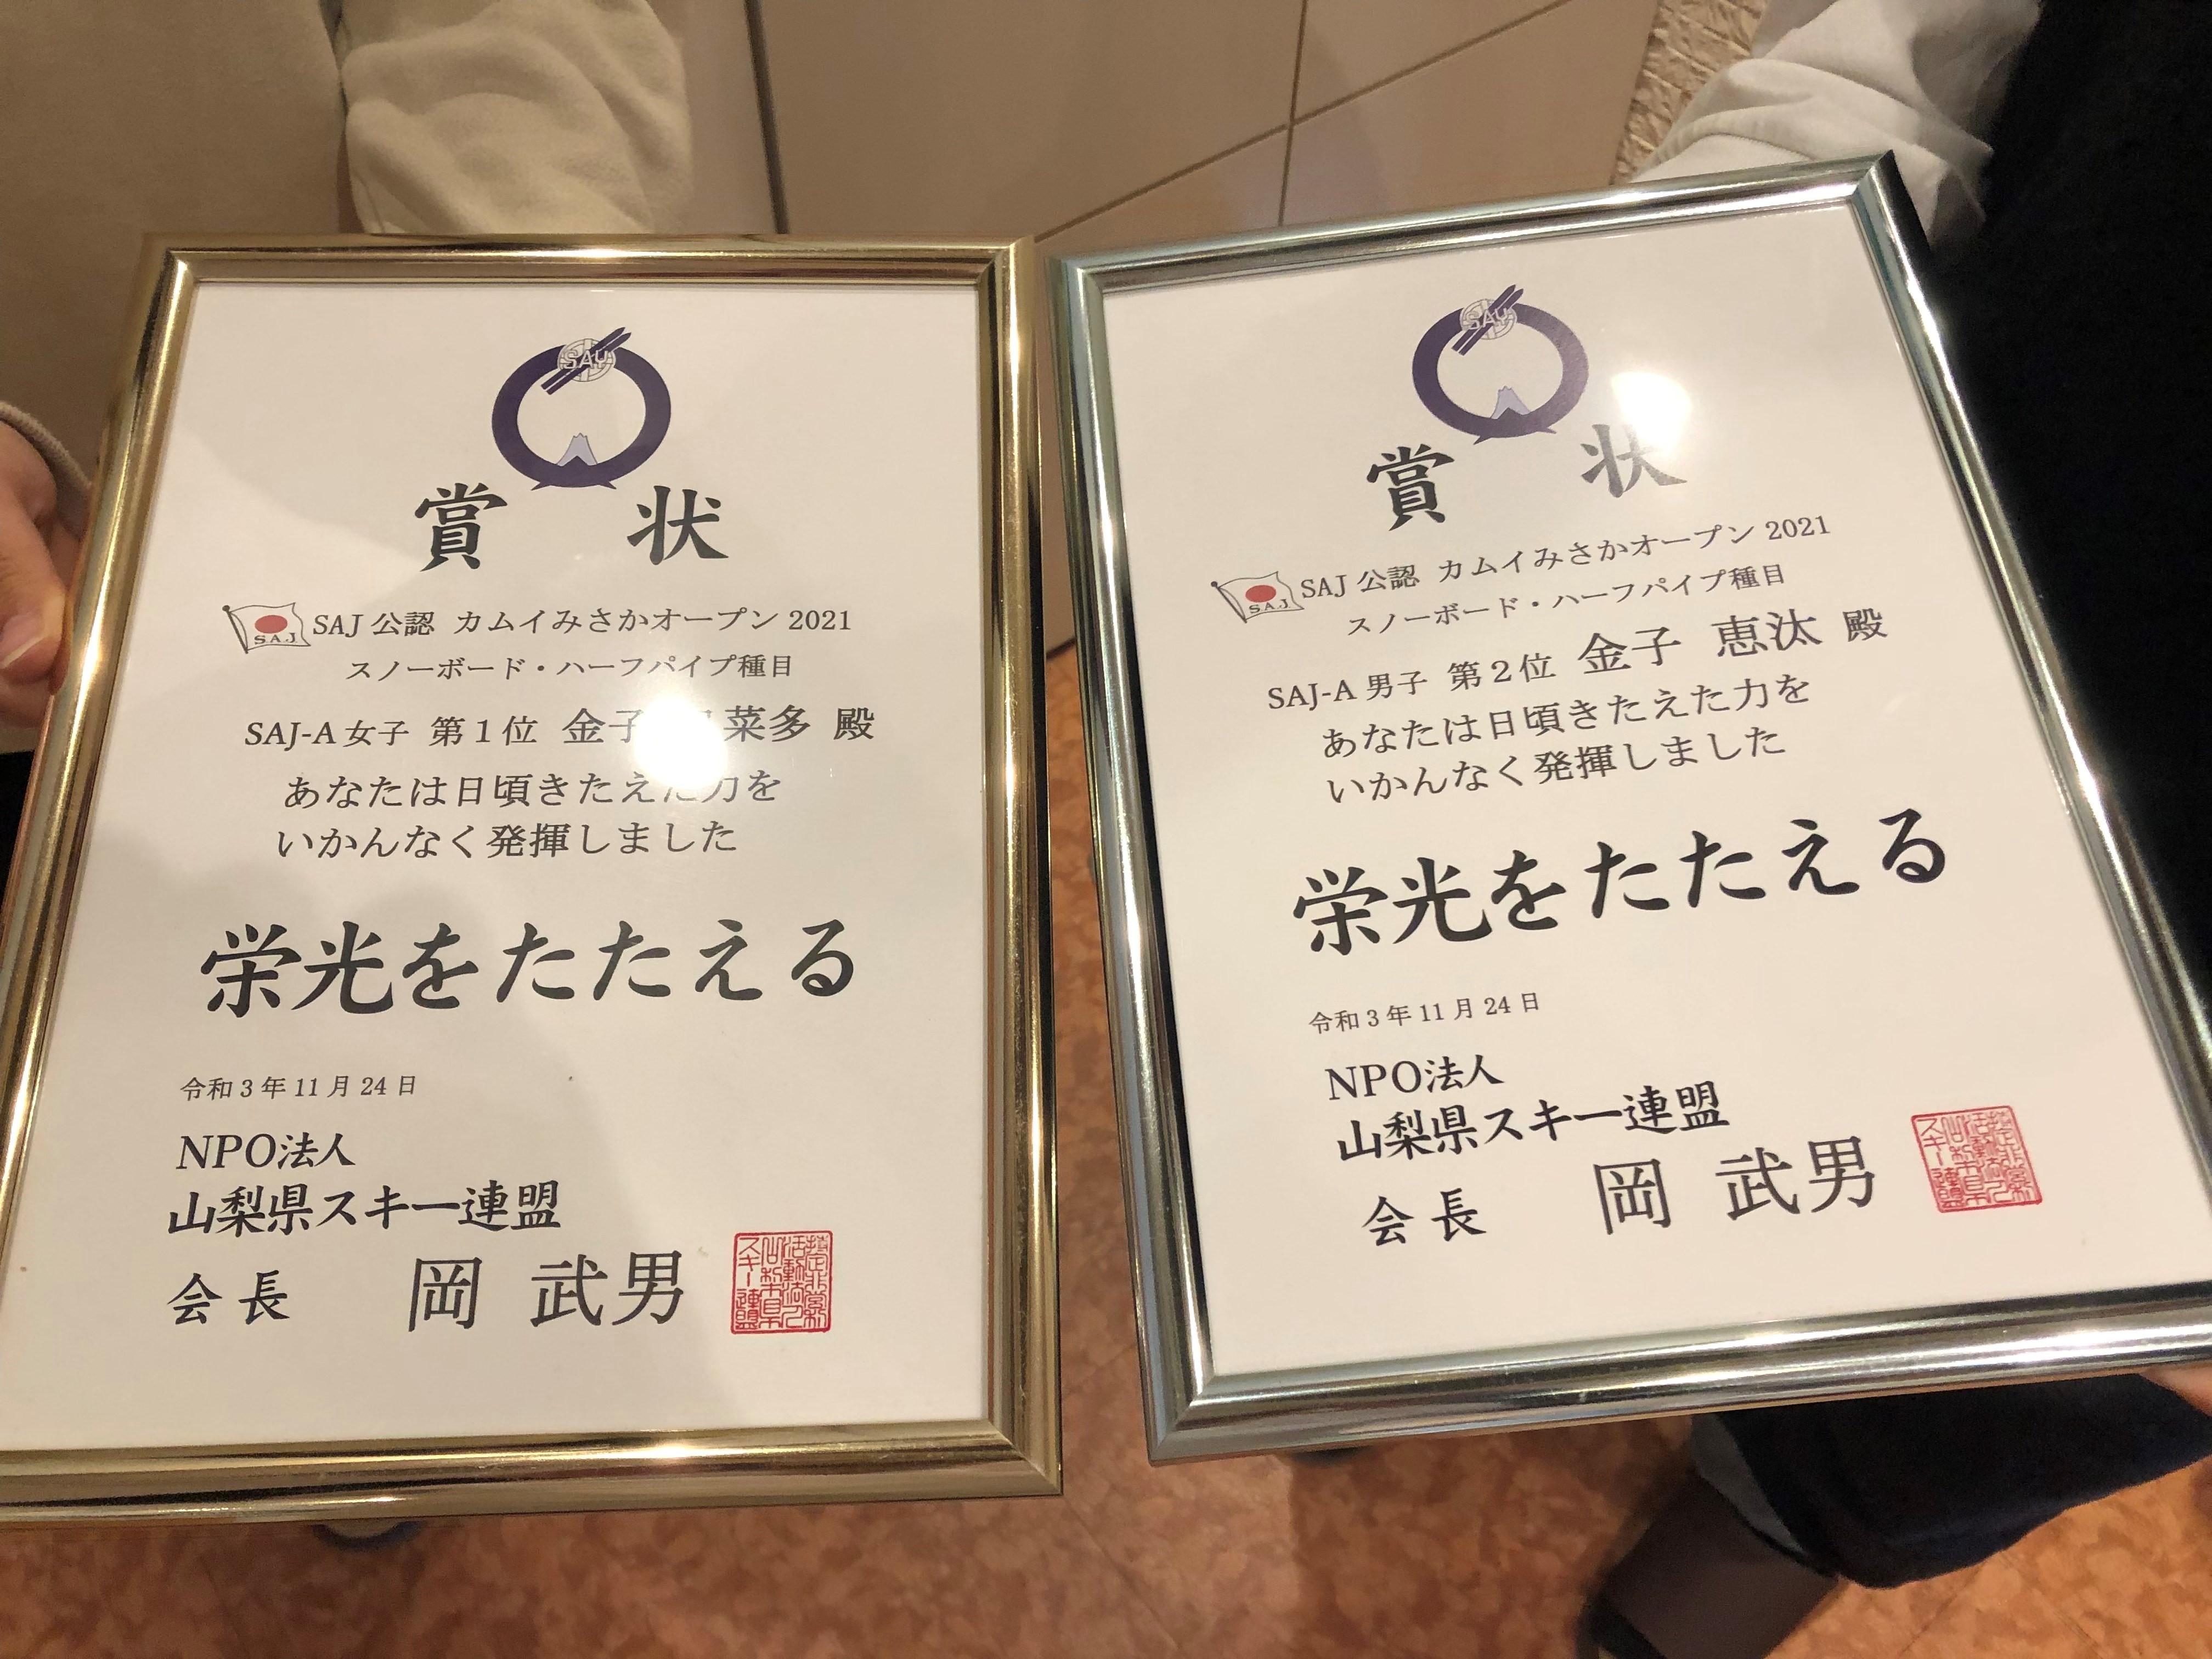 SAY
賞 状
S.A.J
SAJ 公認 カムイみさかオープン 2021
スノーボード・ハーフパイプ種目
SAJ-A 女子 第1位 金子 菜多 殿
あなたは日頃きたえた力を
いかんなく発揮しました
栄光をたたえる
令和3年11月24日
NPO法人
山梨県スキー連盟
会長 岡 武男
SAY
賞 状
S.A.J
SAJ 公認 カムイみさかオープン 2021
スノーボード・ハーフパイプ種目
SAJ-A 男子 第2位 金子 恵汰 殿
あなたは日頃きたえた力を
いかんなく発揮しました
栄光をたたえる
令和3年11月24日
NPO法人
山梨県スキー連盟
会長 岡 武男